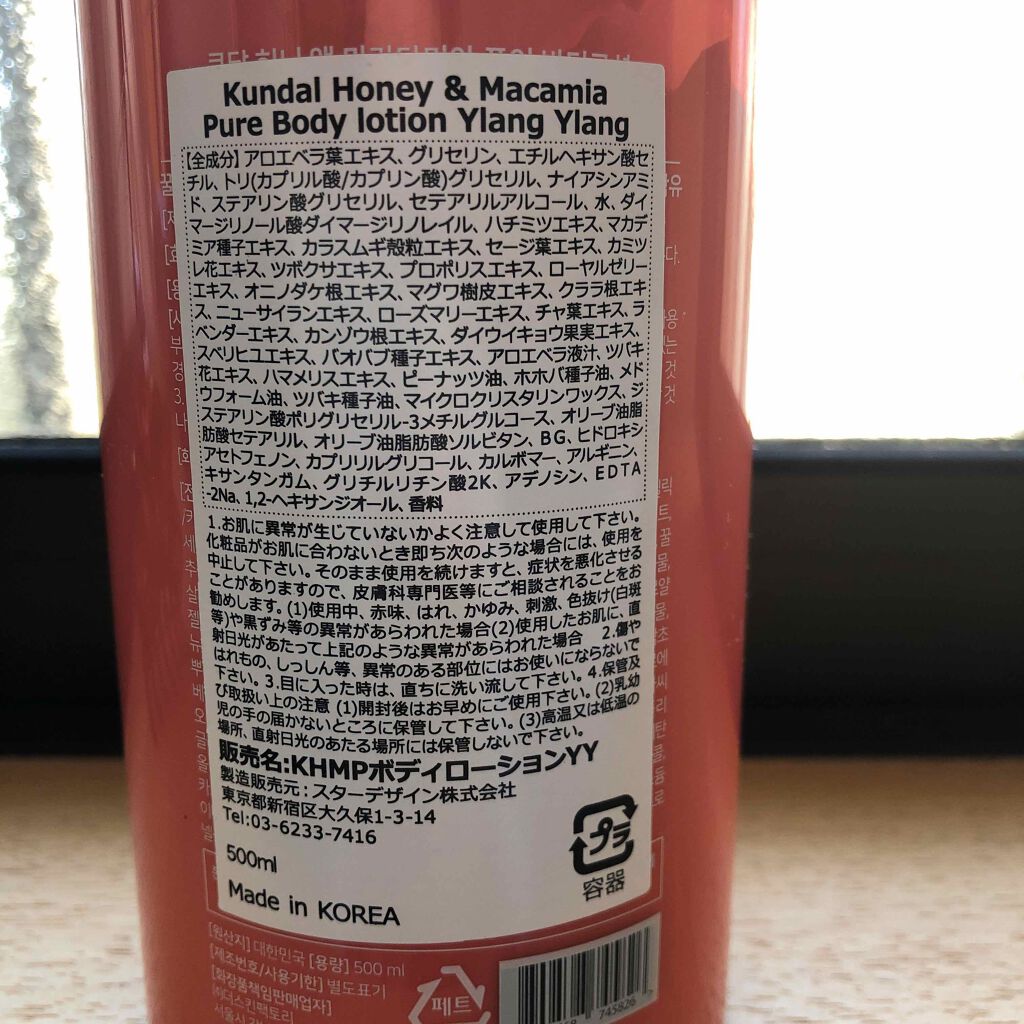 Kundal Honey & Macamia
Pure Body lotion Ylang Ylang
【全成分】アロエベラ葉エキス、グリセリン、エチルヘキサン酸セ
チル、トリ(カプリル酸/カプリン酸)グリセリル、ナイアシンアミ
ド、ステアリン酸グリセリル、セテアリルアルコール、水、ダイ
マージリノール酸ダイマージリノレイル、ハチミツエキス、マカデ
ミア種子エキス、カラスムギ殻粒エキス、セージ葉エキス、カミツ
レ花エキス、ツボクサエキス、プロポリスエキス、ローヤルゼリー
エキス、オニノダケ根エキス、マグワ樹皮エキス、クララ根エキ
ス、ニューサイランエキス、ローズマリーエキス、チャ葉エキス、ラ
ベンダーエキス、カンゾウ根エキス、ダイウイキョウ果実エキス、
スベリヒユエキス、バオバブ種子エキス、アロエベラ液汁、ツバキ
花エキス、ハマメリスエキス、ピーナッツ油、ホホバ種子油、メド
ウフォーム油、ツバキ種子油、マイクロクリスタリンワックス、ジ
ステアリン酸ポリグリセリル-3メチルグルコース、オリーブ油脂
肪酸セテアリル、オリーブ油脂肪酸ソルビタン、BG、ヒドロキシ
アセトフェノン、カプリリルグリコール、カルボマー、アルギニン、
キサンタンガム、グリチルリチン酸2K、アデノシン、EDTA
-2Na、1,2-ヘキサンジオール、香料
1.お肌に異常が生じていないかよく注意して使用して下さい。
化粧品がお肌に合わないとき即ち次のような場合には、使用を
中止して下さい。そのまま使用を続けますと、症状を悪化させる
ことがありますので、皮膚科専門医等にご相談されることをお
勧めします。(1)使用中、赤味、はれ、かゆみ、刺激、色抜け(白斑
等)や黒ずみ等の異常があらわれた場合(2)使用したお肌に、直
射日光があたって上記のような異常があらわれた場合 2.傷や
はれもの、しっしん等、異常のある部位にはお使いにならないで
下さい。3.目に入った時は、直ちに洗い流して下さい。4.保管及
び取扱い上の注意 (1)開封後はお早めにご使用下さい。(2)乳幼
児の手の届かないところに保管して下さい。(3)高温又は低温の
場所、直射日光のあたる場所には保管しないで下さい。
販売名:KHMPボディローションYY
製造販売元：スターデザイン株式会社
東京都新宿区大久保1-3-14
Tel:03-6233-7416
500ml
プラ
容器
Made in KOREA
[원산지] 대한민국 [용량] 500 ml
[제조번호/사용기한] 별도표기
[화장품책임판매업자]
㈜더스킨팩토리
페트
745826